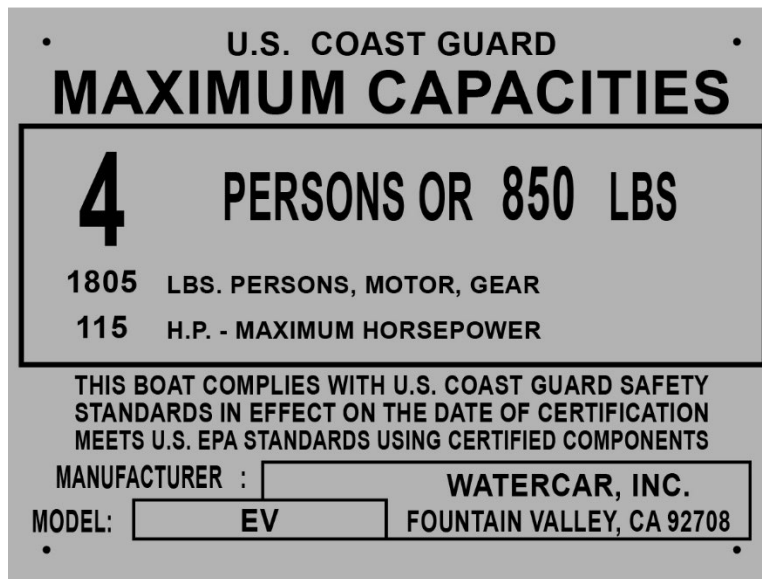 U.S. COAST GUARD
MAXIMUM CAPACITIES
4 PERSONS OR 850 LBS
1805 LBS. PERSONS, MOTOR, GEAR
115 H.P. - MAXIMUM HORSEPOWER
THIS BOAT COMPLIES WITH U.S. COAST GUARD SAFETY
STANDARDS IN EFFECT ON THE DATE OF CERTIFICATION
MEETS U.S. EPA STANDARDS USING CERTIFIED COMPONENTS
MANUFACTURER : WATERCAR, INC.
MODEL: EV FOUNTAIN VALLEY, CA 92708